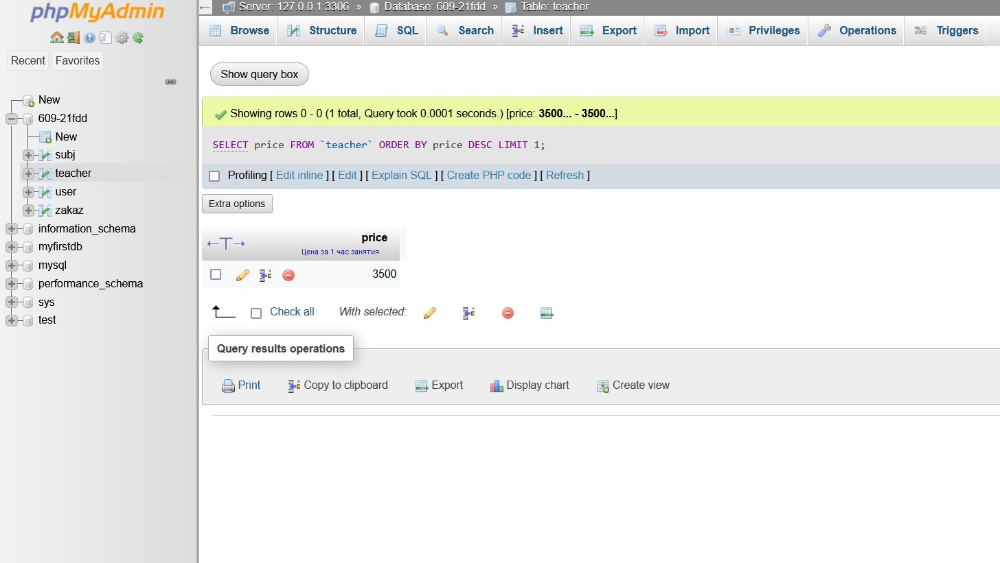 phpMyAdmin
Recent Favorites
New
609-21fdd
New
subj
teacher
user
zakaz
information_schema
myfirstdb
mysql
performance_schema
sys
test
Server: 127.0.0.1:3306 » Database: 609-21fdd » Table: teacher
Browse Structure SQL Search Insert Export Import Privileges Operations Triggers
Show query box
Showing rows 0 - 0 (1 total, Query took 0.0001 seconds.) [price: 3500... - 3500...]
SELECT price FROM `teacher` ORDER BY price DESC LIMIT 1;
Profiling [ Edit inline ] [ Edit ] [ Explain SQL ] [ Create PHP code ] [ Refresh ]
Extra options
←T→ price
Цена за 1 час занятия
3500
Check all With selected:
Query results operations
Print Copy to clipboard Export Display chart Create view